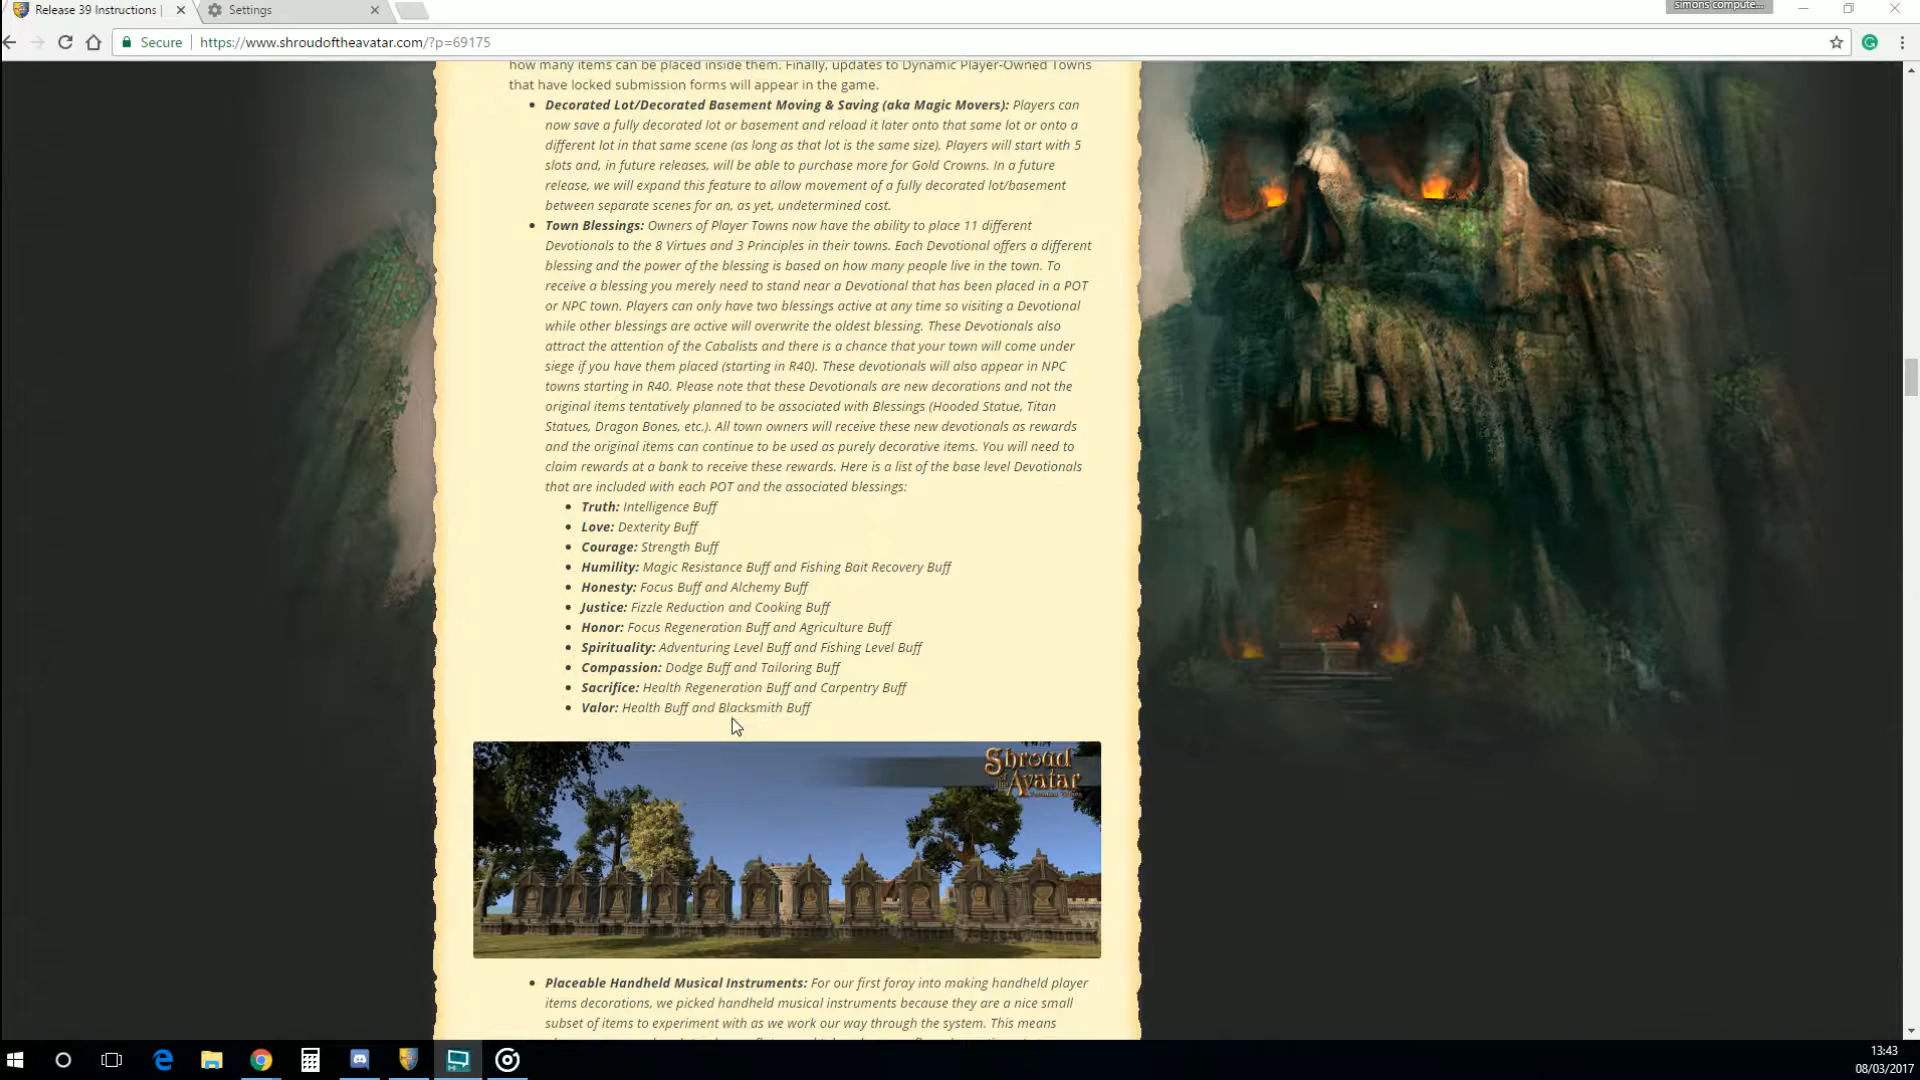 Release 39 Instructions |
Settings
simons compute...
Secure
https://www.shroudoftheavatar.com/?p=69175
how many items can be placed inside them. Finally, updates to Dynamic Player-Owned Towns
that have locked submission forms will appear in the game.
Decorated Lot/Decorated Basement Moving & Saving (aka Magic Movers): Players can
now save a fully decorated lot or basement and reload it later onto that same lot or onto a
different lot in that same scene (as long as that lot is the same size). Players will start with 5
slots and, in future releases, will be able to purchase more for Gold Crowns. In a future
release, we will expand this feature to allow movement of a fully decorated lot/basement
between separate scenes for an, as yet, undetermined cost.
Town Blessings: Owners of Player Towns now have the ability to place 11 different
Devotionals to the 8 Virtues and 3 Principles in their towns. Each Devotional offers a different
blessing and the power of the blessing is based on how many people live in the town. To
receive a blessing you merely need to stand near a Devotional that has been placed in a POT
or NPC town. Players can only have two blessings active at any time so visiting a Devotional
while other blessings are active will overwrite the oldest blessing. These Devotionals also
attract the attention of the Cabalists and there is a chance that your town will come under
siege if you have them placed (starting in R40). These devotionals will also appear in NPC
towns starting in R40. Please note that these Devotionals are new decorations and not the
original items tentatively planned to be associated with Blessings (Hooded Statue, Titan
Statues, Dragon Bones, etc.). All town owners will receive these new devotionals as rewards
and the original items can continue to be used as purely decorative items. You will need to
claim rewards at a bank to receive these rewards. Here is a list of the base level Devotionals
that are included with each POT and the associated blessings:
Truth: Intelligence Buff
Love: Dexterity Buff
Courage: Strength Buff
Humility: Magic Resistance Buff and Fishing Bait Recovery Buff
Honesty: Focus Buff and Alchemy Buff
Justice: Fizzle Reduction and Cooking Buff
Honor: Focus Regeneration Buff and Agriculture Buff
Spirituality: Adventuring Level Buff and Fishing Level Buff
Compassion: Dodge Buff and Tailoring Buff
Sacrifice: Health Regeneration Buff and Carpentry Buff
Valor: Health Buff and Blacksmith Buff
Shroud
of the
Avatar
Placeable Handheld Musical Instruments: For our first foray into making handheld player
items decorations, we picked handheld musical instruments because they are a nice small
subset of items to experiment with as we work our way through the system. This means
13:43
08/03/2017